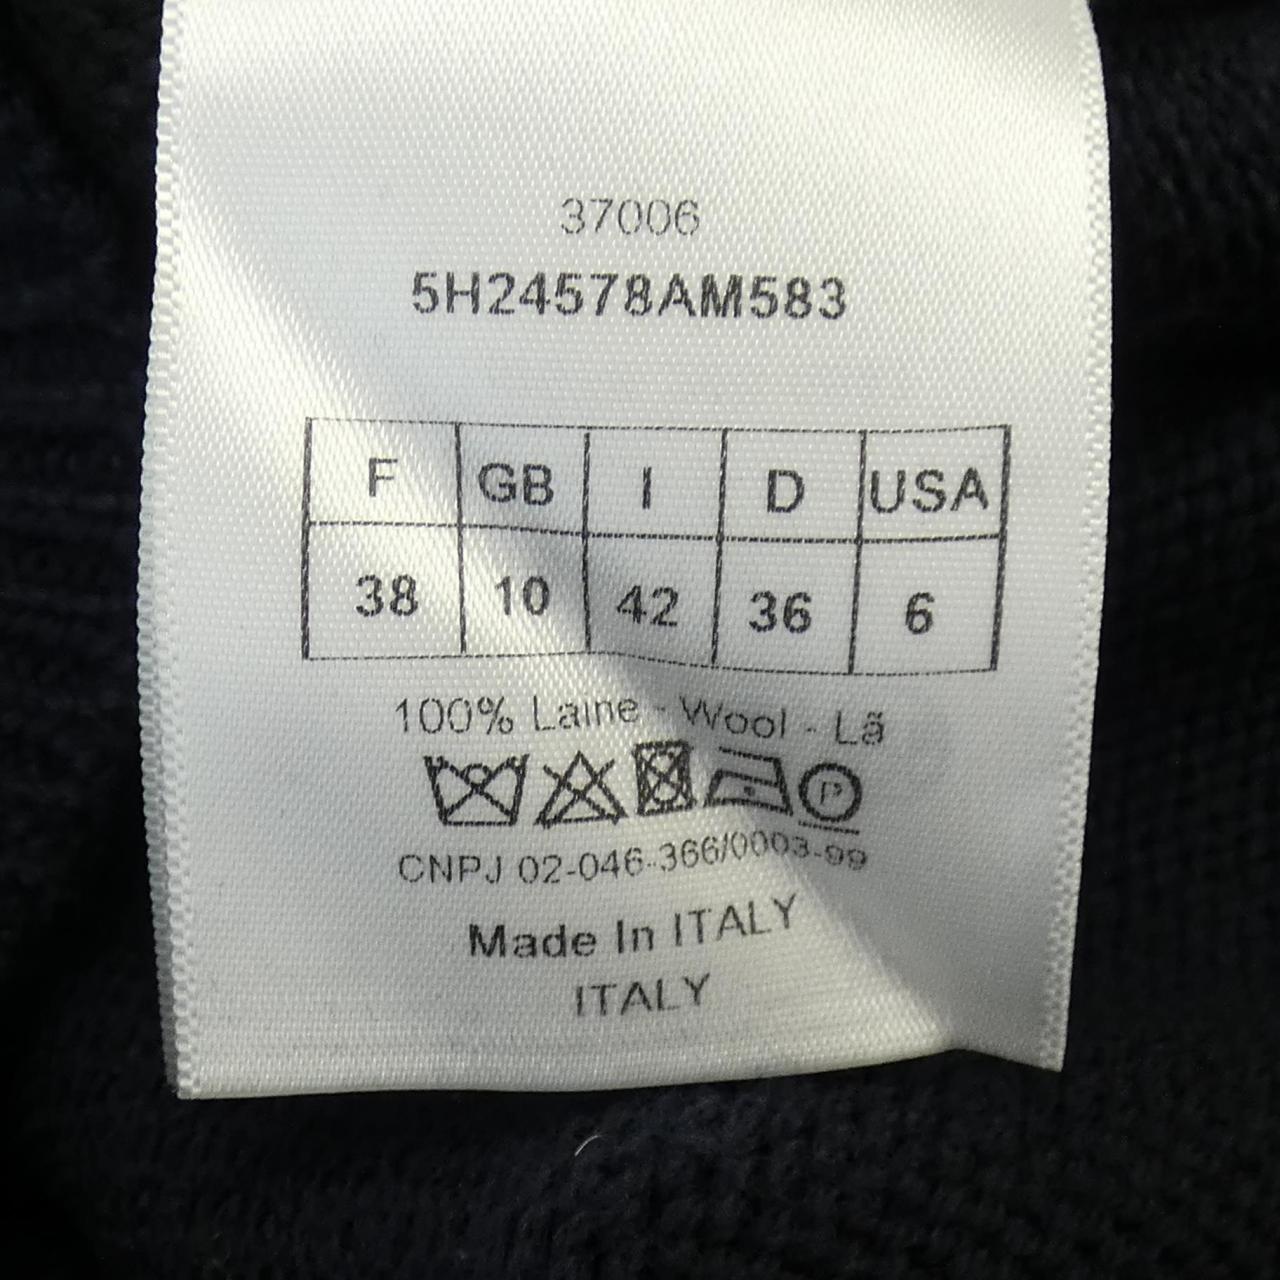 37006
5H24578AM583
F GB I D USA
38 10 42 36 6
100% Laine - Wool - Lã
P
CNPJ 02-046-366/0003-99
Made In ITALY
ITALY